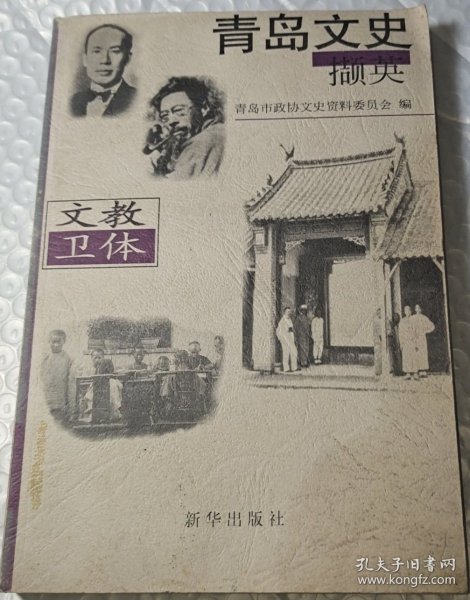 青岛文史
撷英
青岛市政协文史资料委员会 编
文教
卫体
新华出版社
孔夫子旧书网
www.kongfz.com